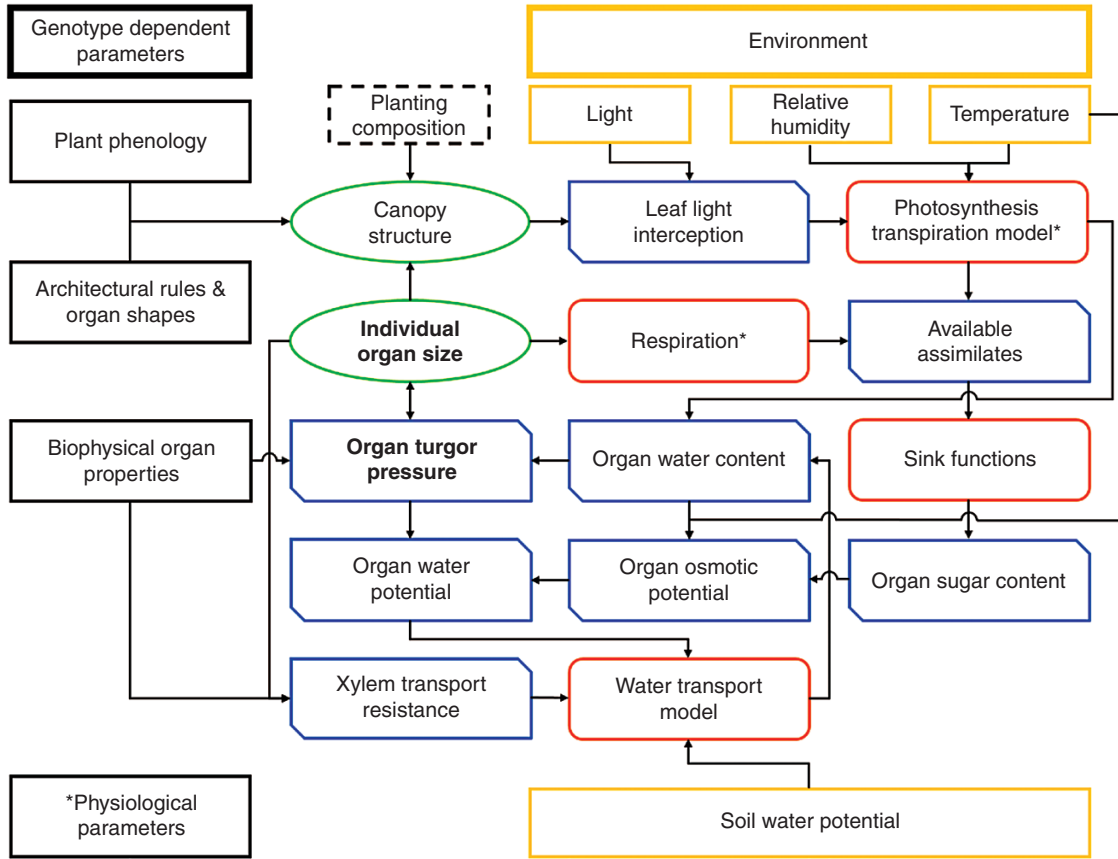 Genotype dependent
parameters
Environment
Planting
composition
Light
Relative
humidity
Temperature
Plant phenology
Canopy
structure
Leaf light
interception
Photosynthesis
transpiration model*
Architectural rules &
organ shapes
Individual
organ size
Respiration*
Available
assimilates
Biophysical organ
properties
Organ turgor
pressure
Organ water content
Sink functions
Organ water
potential
Organ osmotic
potential
Organ sugar content
Xylem transport
resistance
Water transport
model
*Physiological
parameters
Soil water potential